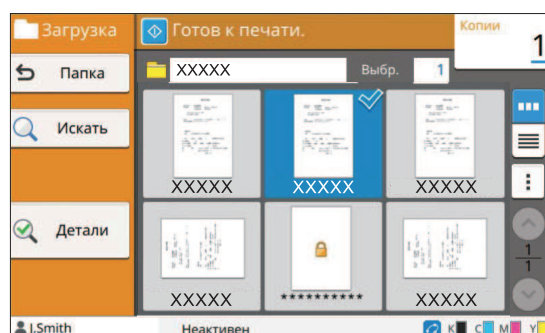 Загрузка
Готов к печати.
Копии
1
Папка
XXXXX
Выбр.
1
Искать
XXXXX
XXXXX
XXXXX
Детали
1
1
XXXXX
**********
XXXXX
J.Smith
Неактивен
K
C
M
Y